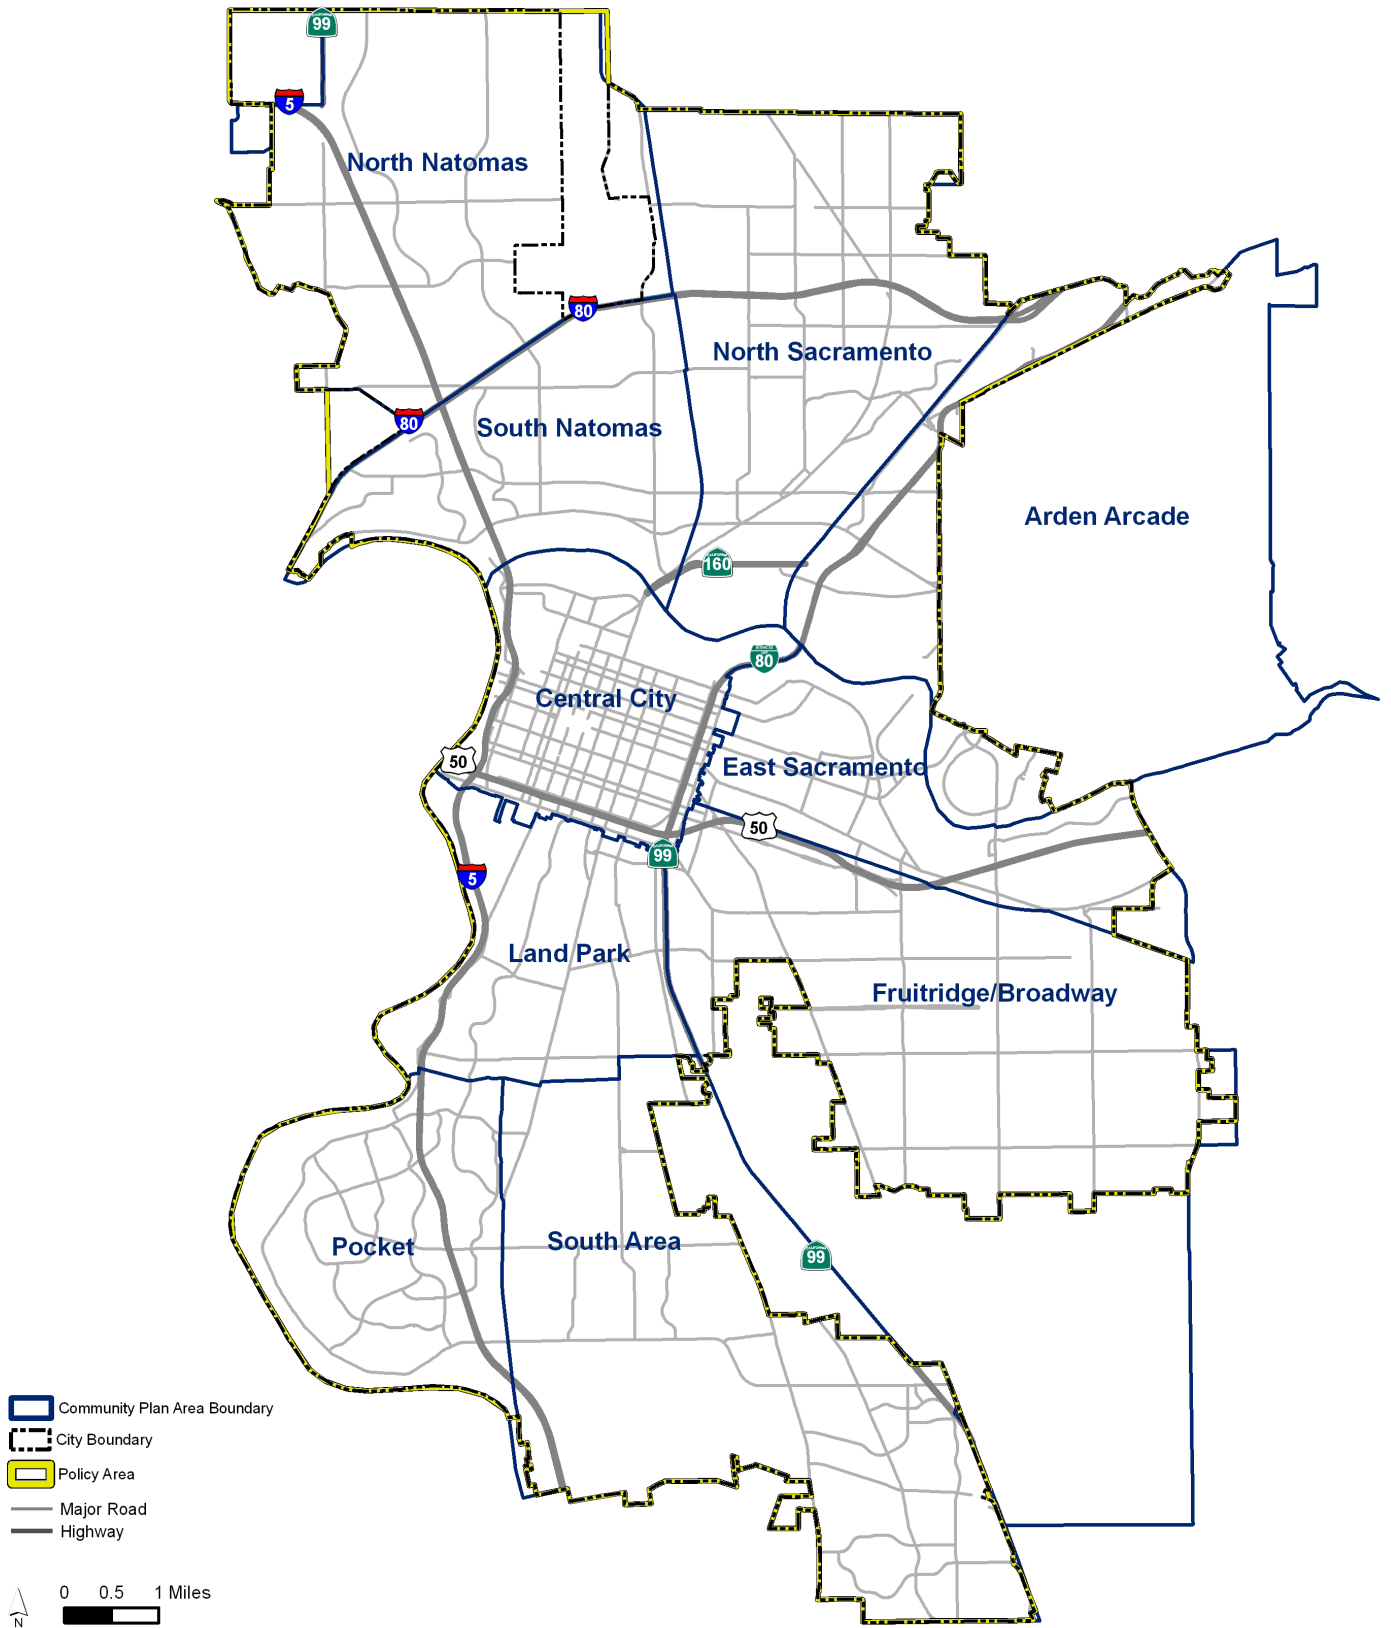 99
5
North Natomas
80
North Sacramento
80
South Natomas
Arden Arcade
160
80
Central City
50
East Sacramento
50
99
5
Land Park
Fruitridge/Broadway
Pocket
South Area
99
Community Plan Area Boundary
City Boundary
Policy Area
Major Road
Highway
0 0.5 1 Miles
N